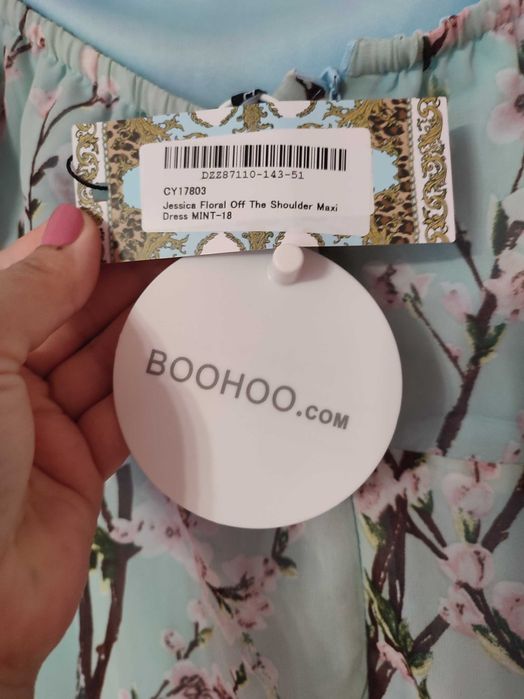 DZZ87110-143-51
CY17803
Jessica Floral Off The Shoulder Maxi
Dress MINT-18
BOOHOO.COM